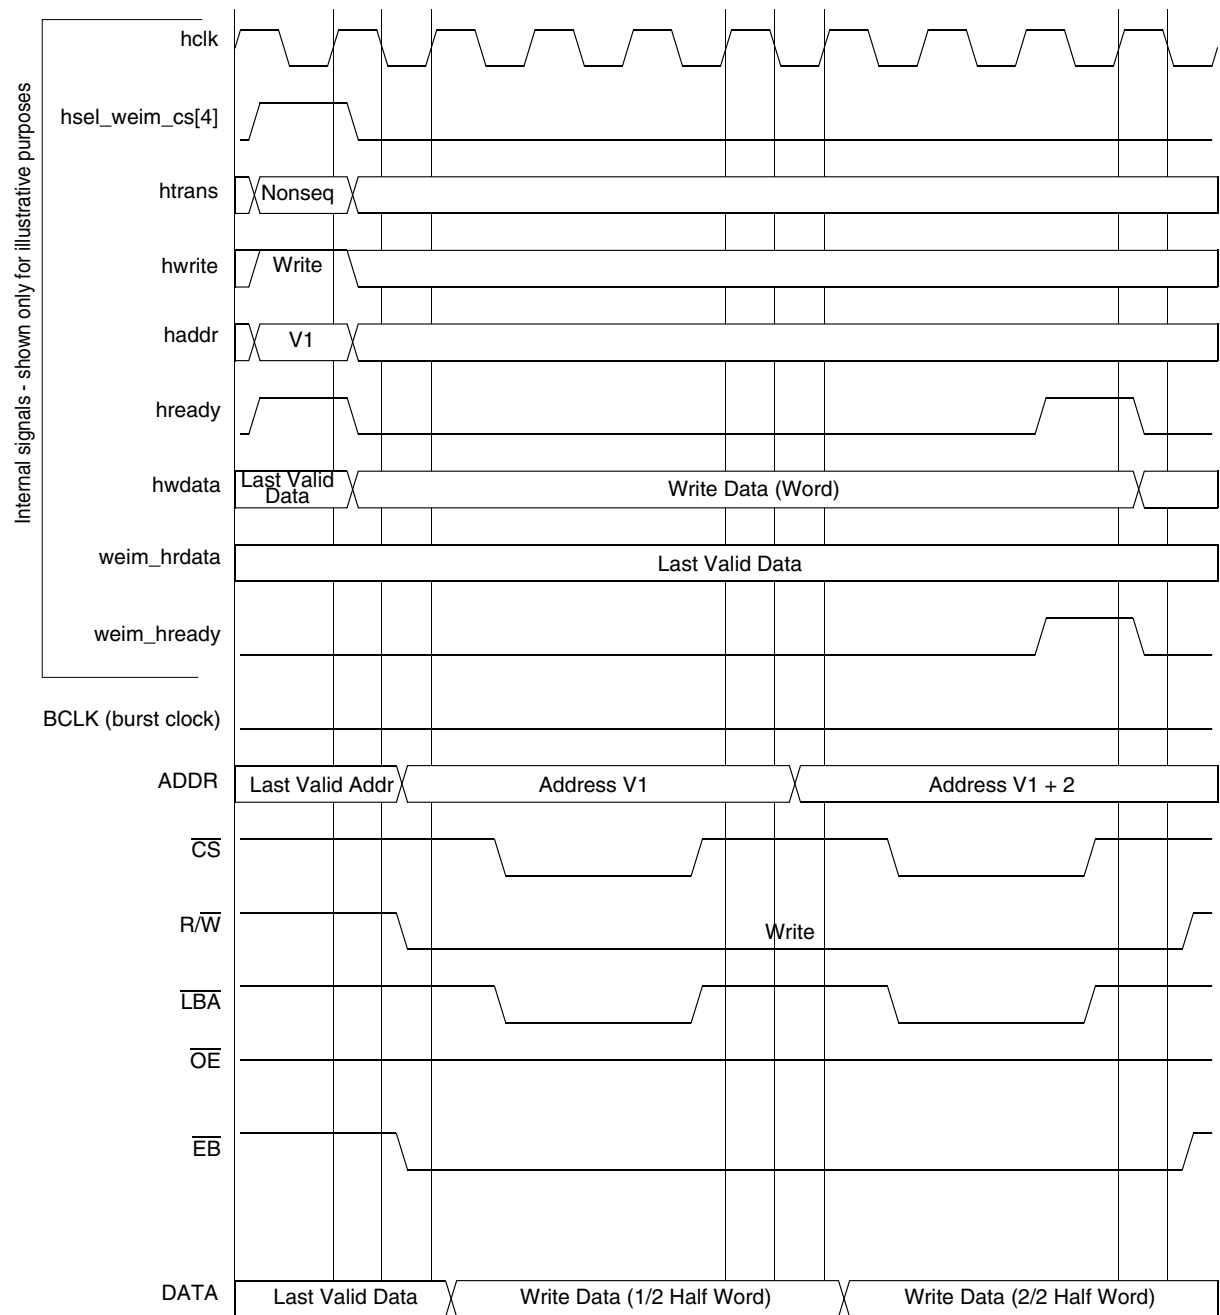 Internal signals - shown only for illustrative purposes
hclk
hsel_weim_cs[4]
htrans
Nonseq
hwrite
Write
haddr
V1
hready
hwdata
Last Valid
Data
Write Data (Word)
weim_hrdata
Last Valid Data
weim_hready
BCLK (burst clock)
ADDR
Last Valid Addr
Address V1
Address V1 + 2
CS
R/W
Write
LBA
OE
EB
DATA
Last Valid Data
Write Data (1/2 Half Word)
Write Data (2/2 Half Word)